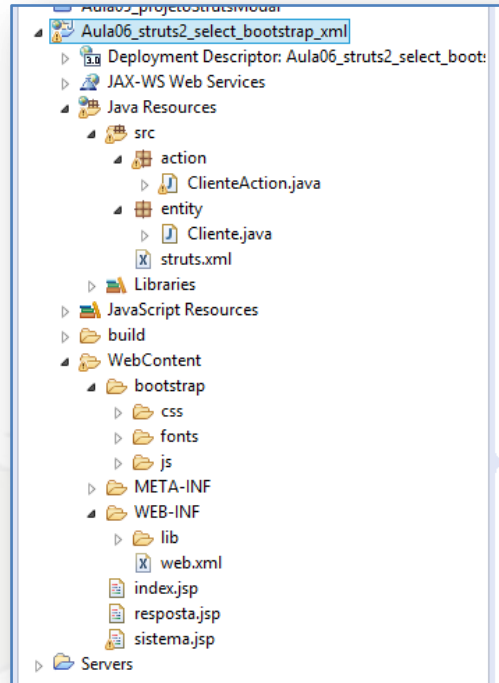 Aula05_projetoStrutsModal
Aula06_struts2_select_bootstrap_xml
3.0 Deployment Descriptor: Aula06_struts2_select_boots
JAX-WS Web Services
Java Resources
src
action
J ClienteAction.java
entity
J Cliente.java
X struts.xml
Libraries
JavaScript Resources
build
WebContent
bootstrap
css
fonts
js
META-INF
WEB-INF
lib
X web.xml
index.jsp
resposta.jsp
sistema.jsp
Servers